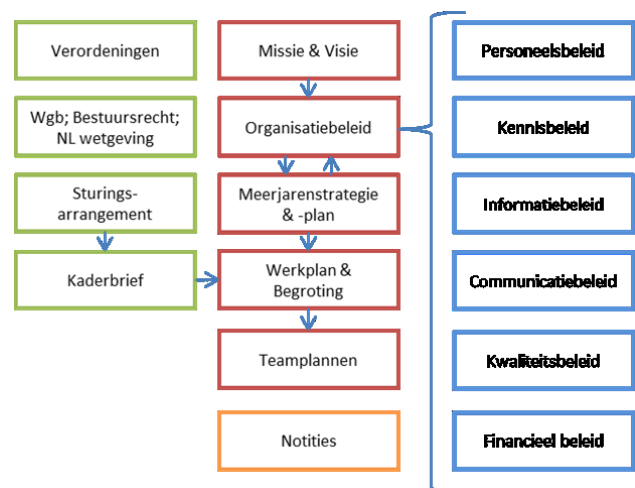 Verordeningen
Wgb; Bestuursrecht;
NL wetgeving
Sturings-
arrangement
Kaderbrief
Missie & Visie
Organisatiebeleid
Meerjarenstrategie
& -plan
Werkplan &
Begroting
Teamplannen
Notities
Personeelsbeleid
Kennisbeleid
Informatiebeleid
Communicatiebeleid
Kwaliteitsbeleid
Financieel beleid